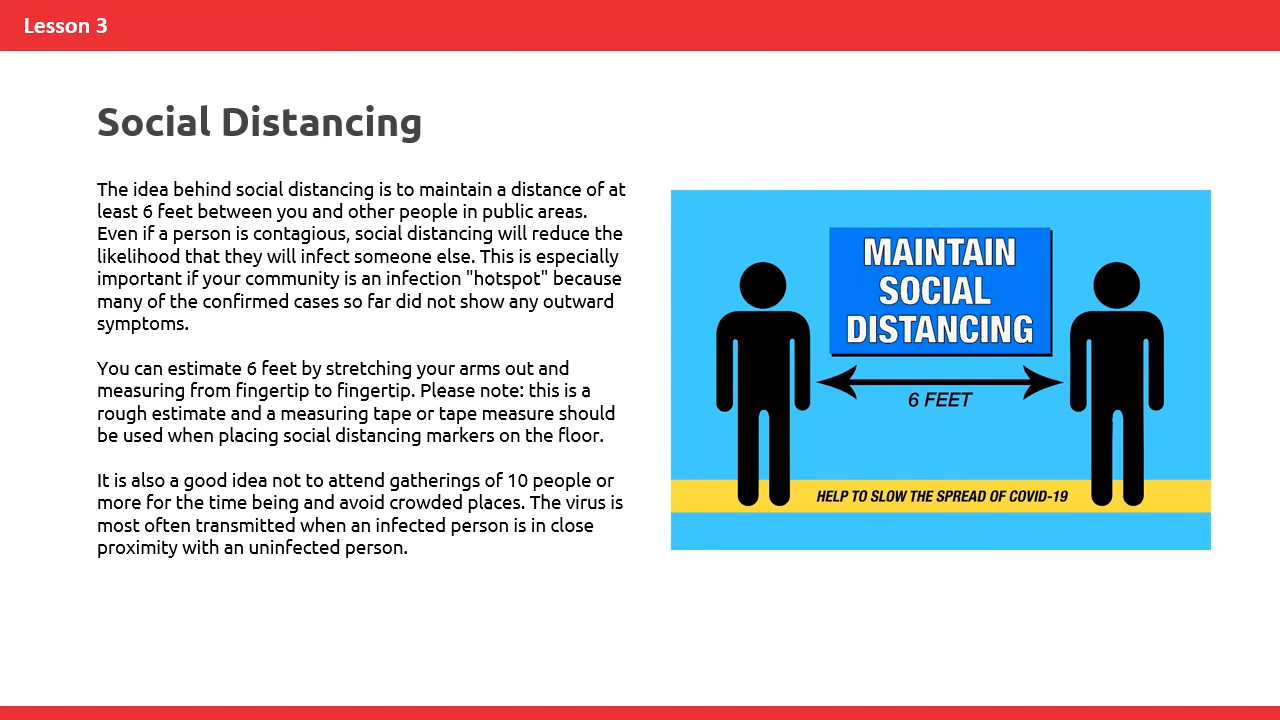 Lesson 3
Social Distancing
The idea behind social distancing is to maintain a distance of at
least 6 feet between you and other people in public areas.
Even if a person is contagious, social distancing will reduce the
likelihood that they will infect someone else. This is especially
important if your community is an infection "hotspot" because
many of the confirmed cases so far did not show any outward
symptoms.
You can estimate 6 feet by stretching your arms out and
measuring from fingertip to fingertip. Please note: this is a
rough estimate and a measuring tape or tape measure should
be used when placing social distancing markers on the floor.
It is also a good idea not to attend gatherings of 10 people or
more for the time being and avoid crowded places. The virus is
most often transmitted when an infected person is in close
proximity with an uninfected person.
MAINTAIN
SOCIAL
DISTANCING
6 FEET
HELP TO SLOW THE SPREAD OF COVID-19